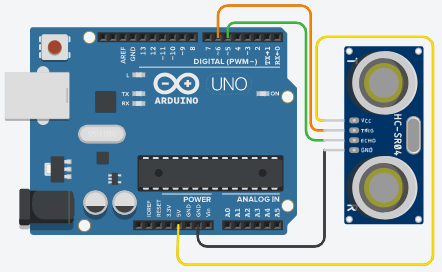 AREF
GND
13
12
~11
~10
~9
8
7
~6
~5
4
~3
2
TX→1
RX←0
DIGITAL (PWM~)
L
TX
RX
ARDUINO
UNO
ON
IOREF
RESET
3.3V
5V
GND
GND
Vin
POWER
A0
A1
A2
A3
A4
A5
ANALOG IN
T
VCC
TRIG
ECHO
GND
HC-SR04
R